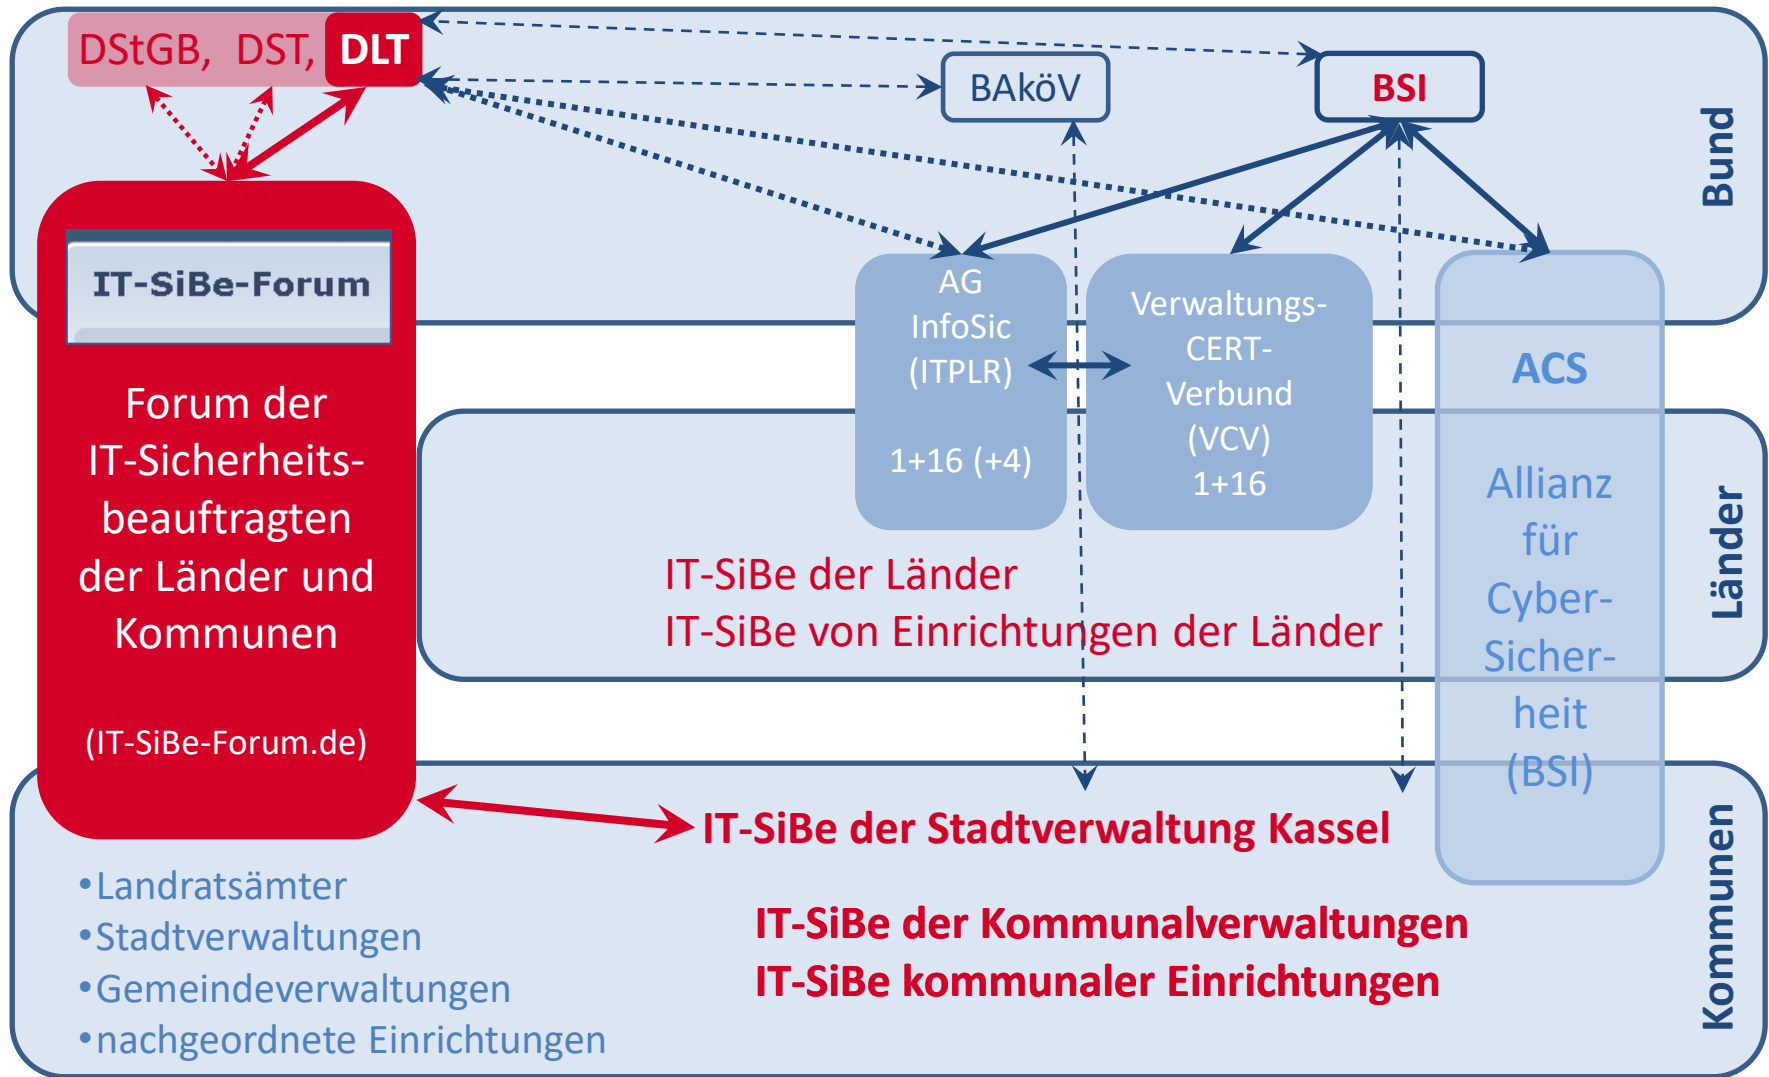 DStGB, DST, DLT
BAköV
BSI
Bund
IT-SiBe-Forum
Forum der
IT-Sicherheits-
beauftragten
der Länder und
Kommunen
(IT-SiBe-Forum.de)
AG
InfoSic
(ITPLR)
1+16 (+4)
Verwaltungs-
CERT-
Verbund
(VCV)
1+16
ACS
Allianz
für
Cyber-
Sicher-
heit
(BSI)
Länder
IT-SiBe der Länder
IT-SiBe von Einrichtungen der Länder
IT-SiBe der Stadtverwaltung Kassel
IT-SiBe der Kommunalverwaltungen
IT-SiBe kommunaler Einrichtungen
•Landratsämter
•Stadtverwaltungen
•Gemeindeverwaltungen
•nachgeordnete Einrichtungen
Kommunen